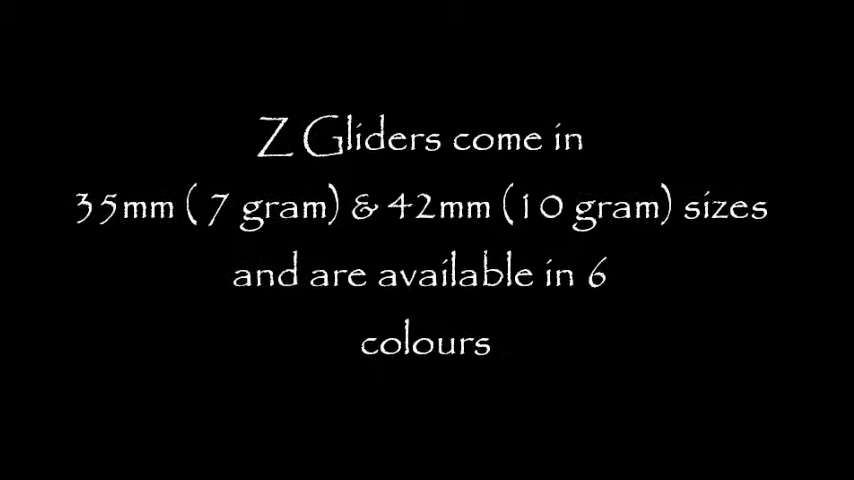 Z Gliders come in
35mm ( 7 gram) & 42mm (10 gram) sizes
and are available in 6
colours